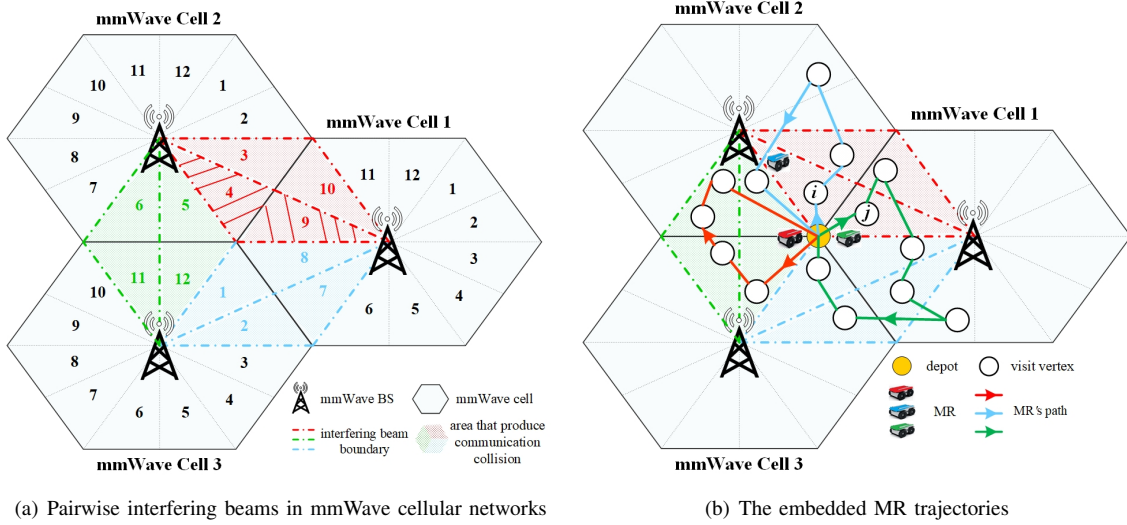 mmWave Cell 2
11
12
10
1
9
2
mmWave Cell 1
8
3
11
12
10
1
7
4
6
5
9
2
8
3
11
12
10
1
7
4
9
2
6
5
8
3
7
4
6
5
mmWave BS
mmWave cell
interfering beam
boundary
area that produce
communication
collision
mmWave Cell 3
(a) Pairwise interfering beams in mmWave cellular networks
mmWave Cell 2
mmWave Cell 1
i
j
depot
visit vertex
MR
MR's path
mmWave Cell 3
(b) The embedded MR trajectories